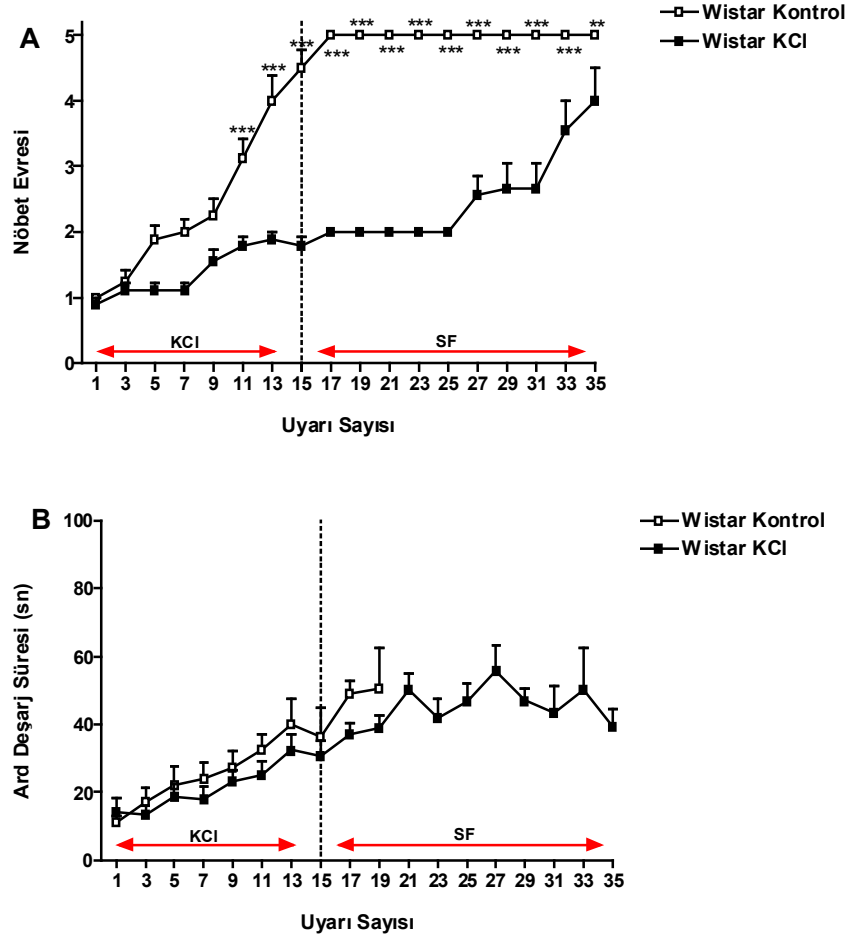 A
Wistar Kontrol
Wistar KCl
5
4
3
2
1
0
Nöbet Evresi
*** *** *** *** *** **
*** *** *** *** ***
***
***
KCl
SF
1 3 5 7 9 11 13 15 17 19 21 23 25 27 29 31 33 35
Uyarı Sayısı
B
Wistar Kontrol
Wistar KCl
100
80
60
40
20
0
Ard Deşarj Süresi (sn)
KCl
SF
1 3 5 7 9 11 13 15 17 19 21 23 25 27 29 31 33 35
Uyarı Sayısı